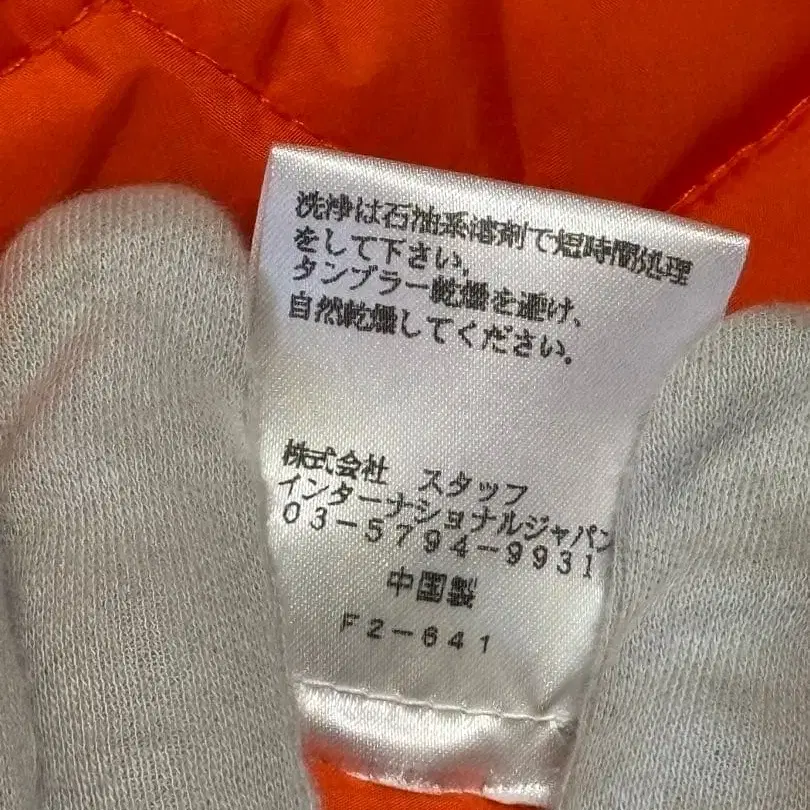 洗浄は石油系溶剤で短時間処理
をして下さい。
タンブラー乾燥を避け、
自然乾燥してください。
株式会社　スタッフ
インターナショナルジャパン
０３－５７９４－９９３１
中国製
Ｆ２－６４１